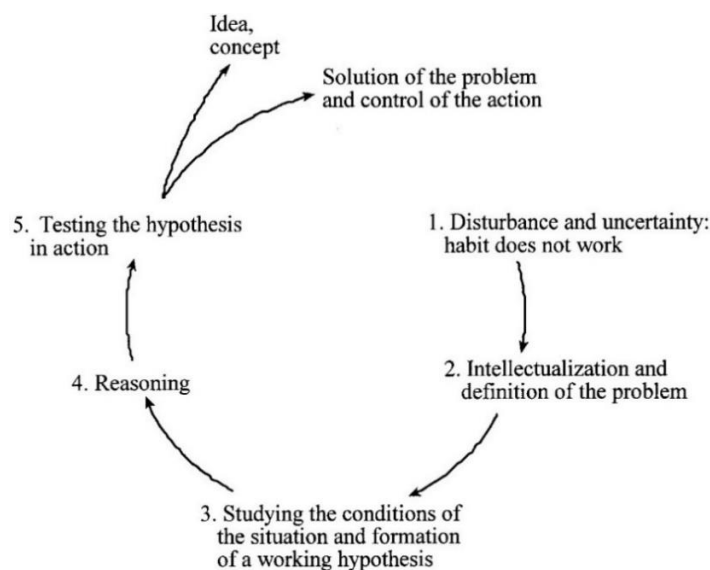 Idea,
concept
Solution of the problem
and control of the action
5. Testing the hypothesis
in action
1. Disturbance and uncertainty:
habit does not work
4. Reasoning
2. Intellectualization and
definition of the problem
3. Studying the conditions of
the situation and formation
of a working hypothesis